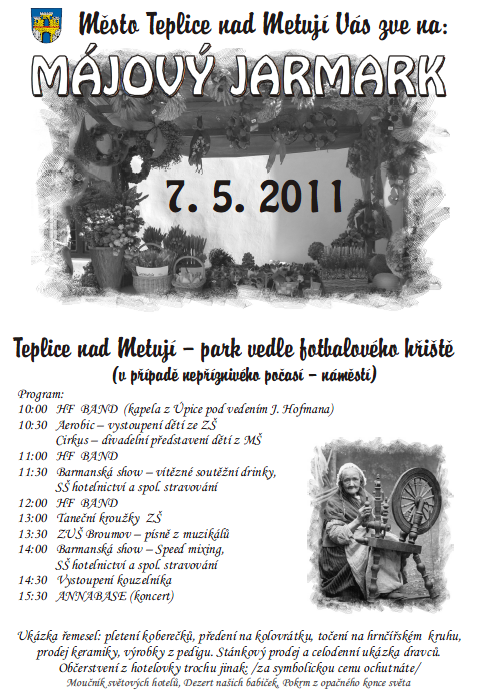 Město Teplice nad Metují Vás zve na:
MÁJOVÝ JARMARK
7. 5. 2011
Teplice nad Metují – park vedle fotbalového hřiště
(v případě nepříznivého počasí – náměstí)
Program:
10:00 HF BAND (kapela z Úpice pod vedením J. Hofmana)
10:30 Aerobic – vystoupení dětí ze ZŠ
Cirkus – divadelní představení dětí z MŠ
11:00 HF BAND
11:30 Barmanská show – vítězné soutěžní drinky,
SŠ hotelnictví a spol. stravování
12:00 HF BAND
13:00 Taneční kroužky ZŠ
13:30 ZUŠ Broumov – písně z muzikálů
14:00 Barmanská show – Speed mixing,
SŠ hotelnictví a spol. stravování
14:30 Vystoupení kouzelníka
15:30 ANNABASE (koncert)
Ukázka řemesel: pletení koberečků, předení na kolovrátku, točení na hrnčířském kruhu,
prodej keramiky, výrobky z pedigu. Stánkový prodej a celodenní ukázka dravců.
Občerstvení z hotelovky trochu jinak: /za symbolickou cenu ochutnáte/
Moučník světových hotelů, Dezert našich babiček, Pokrm z opačného konce světa